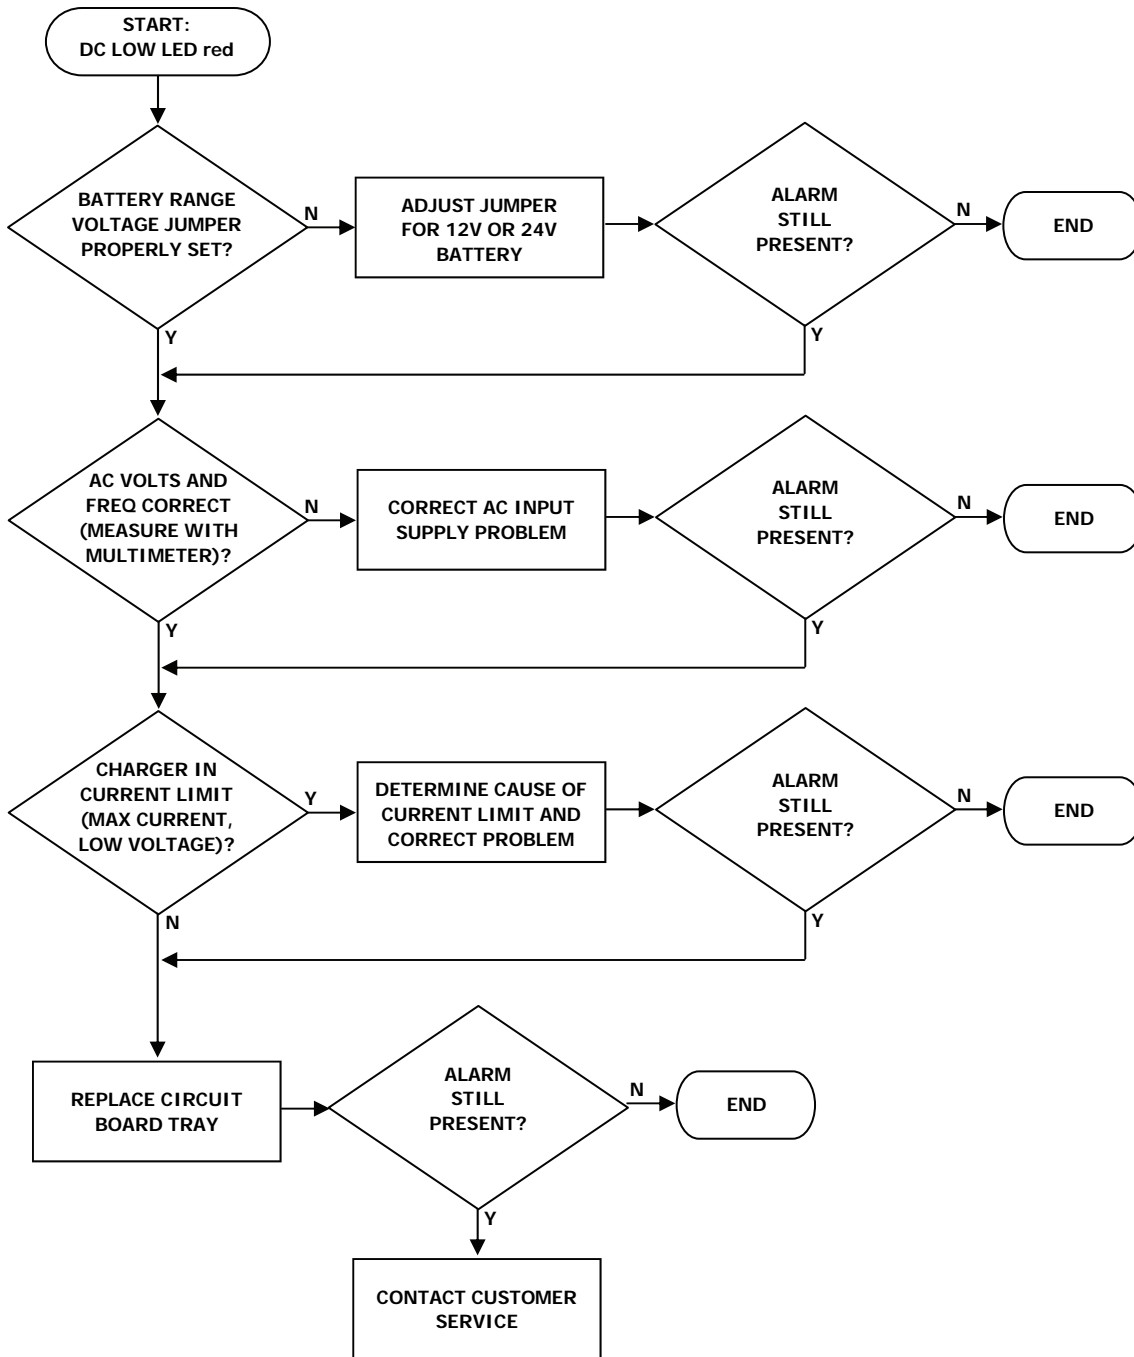 START:
DC LOW LED red
BATTERY RANGE
VOLTAGE JUMPER
PROPERLY SET?
N
ADJUST JUMPER
FOR 12V OR 24V
BATTERY
ALARM
STILL
PRESENT?
N
END
Y
Y
AC VOLTS AND
FREQ CORRECT
(MEASURE WITH
MULTIMETER)?
N
CORRECT AC INPUT
SUPPLY PROBLEM
ALARM
STILL
PRESENT?
N
END
Y
Y
CHARGER IN
CURRENT LIMIT
(MAX CURRENT,
LOW VOLTAGE)?
Y
DETERMINE CAUSE OF
CURRENT LIMIT AND
CORRECT PROBLEM
ALARM
STILL
PRESENT?
N
END
N
Y
REPLACE CIRCUIT
BOARD TRAY
ALARM
STILL
PRESENT?
N
END
Y
CONTACT CUSTOMER
SERVICE